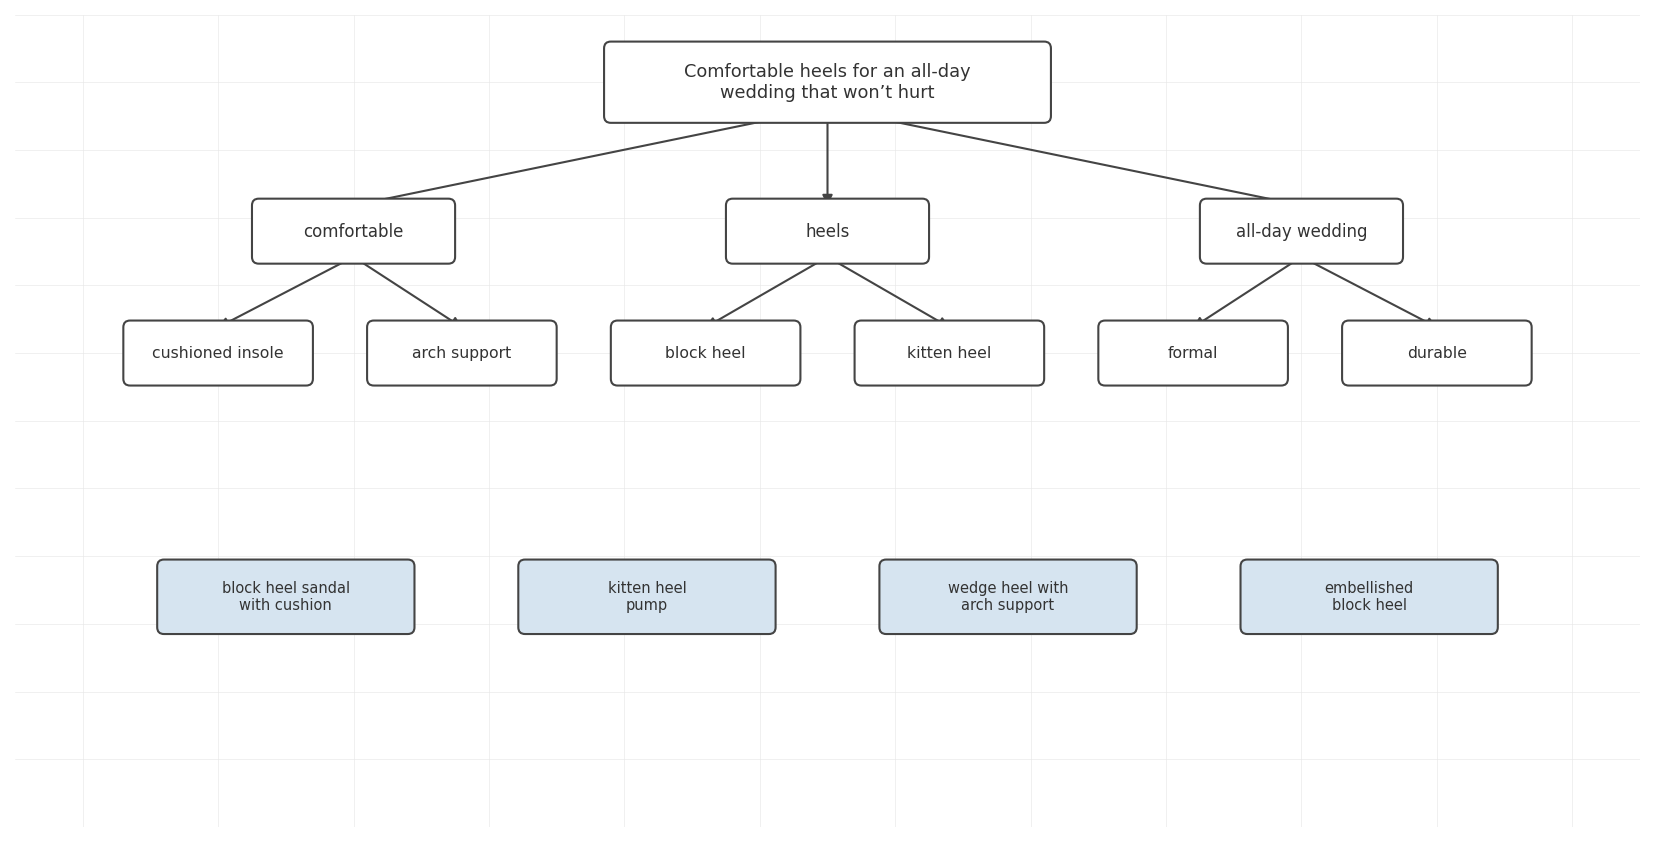 Comfortable heels for an all-day
wedding that won’t hurt
comfortable
heels
all-day wedding
cushioned insole
arch support
block heel
kitten heel
formal
durable
block heel sandal
with cushion
kitten heel
pump
wedge heel with
arch support
embellished
block heel